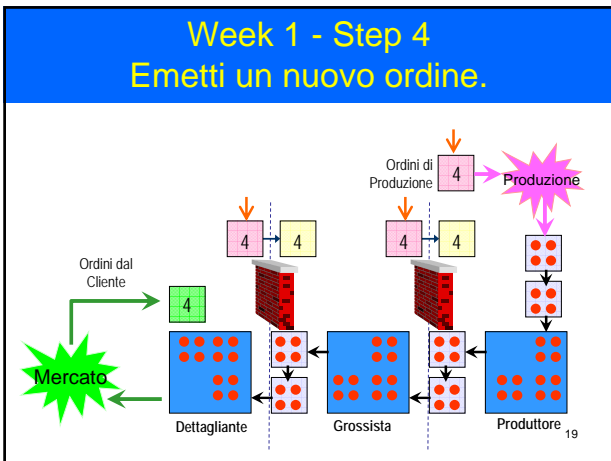 Week 1 - Step 4
Emetti un nuovo ordine.
Ordini di
Produzione
4
Produzione
4
4
4
4
Ordini dal
Cliente
4
Mercato
Dettagliante
Grossista
Produttore
19